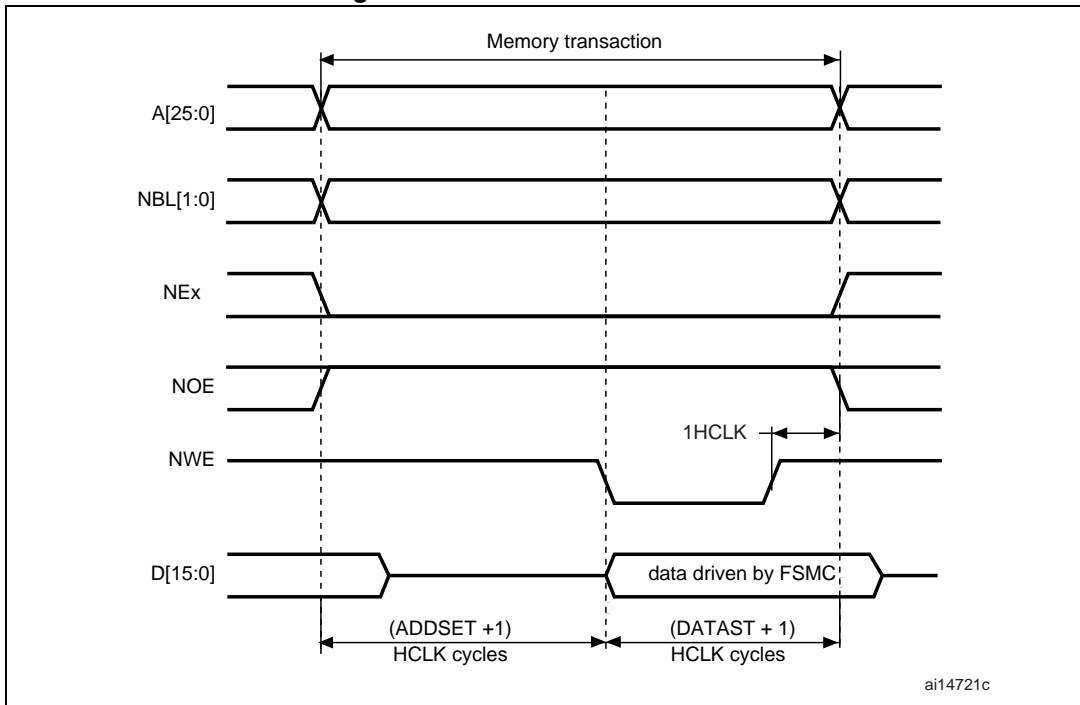 Memory transaction
A[25:0]
NBL[1:0]
NEx
NOE
1HCLK
NWE
D[15:0]
data driven by FSMC
(ADDSET +1)
HCLK cycles
(DATAST + 1)
HCLK cycles
ai14721c